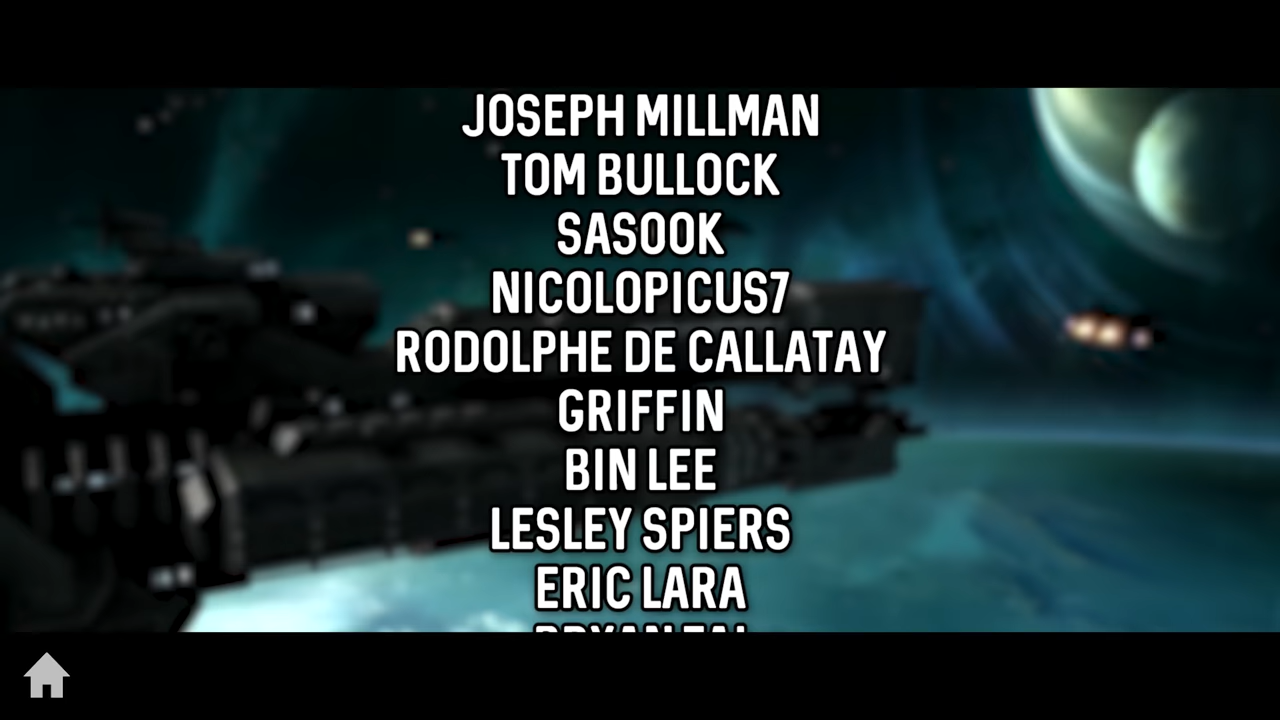 JOSEPH MILLMAN
TOM BULLOCK
SASOOK
NICOLOPICUS7
RODOLPHE DE CALLATAY
GRIFFIN
BIN LEE
LESLEY SPIERS
ERIC LARA